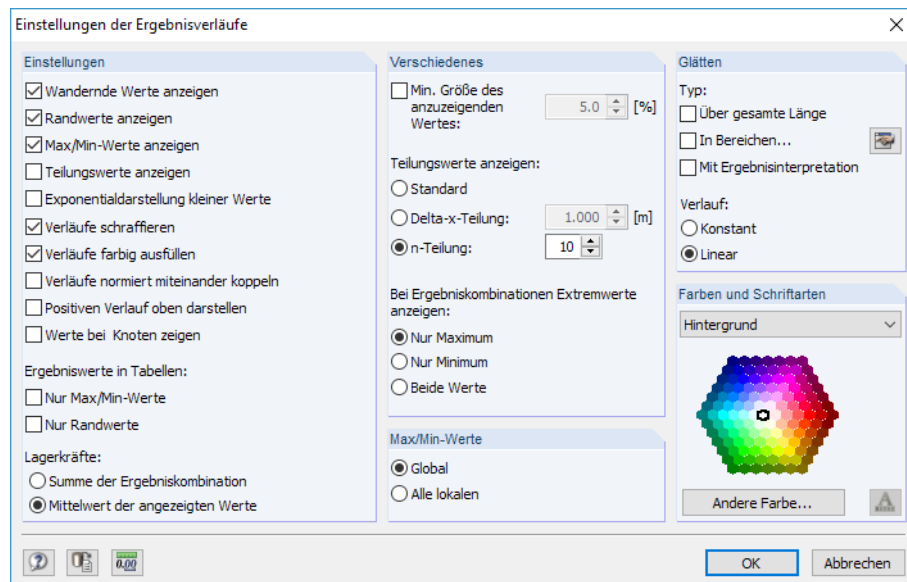 Einstellungen der Ergebnisverläufe
Einstellungen
Wandernde Werte anzeigen
Randwerte anzeigen
Max/Min-Werte anzeigen
Teilungswerte anzeigen
Exponentialdarstellung kleiner Werte
Verläufe schraffieren
Verläufe farbig ausfüllen
Verläufe normiert miteinander koppeln
Positiven Verlauf oben darstellen
Werte bei Knoten zeigen
Ergebniswerte in Tabellen:
Nur Max/Min-Werte
Nur Randwerte
Lagerkräfte:
Summe der Ergebniskombination
Mittelwert der angezeigten Werte
Verschiedenes
Min. Größe des
anzuzeigenden
Wertes:
5.0 [%]
Teilungswerte anzeigen:
Standard
Delta-x-Teilung: 1.000 [m]
n-Teilung: 10
Bei Ergebniskombinationen Extremwerte
anzeigen:
Nur Maximum
Nur Minimum
Beide Werte
Max/Min-Werte
Global
Alle lokalen
Glätten
Typ:
Über gesamte Länge
In Bereichen...
Mit Ergebnisinterpretation
Verlauf:
Konstant
Linear
Farben und Schriftarten
Hintergrund
Andere Farbe...
A
0.00
OK
Abbrechen